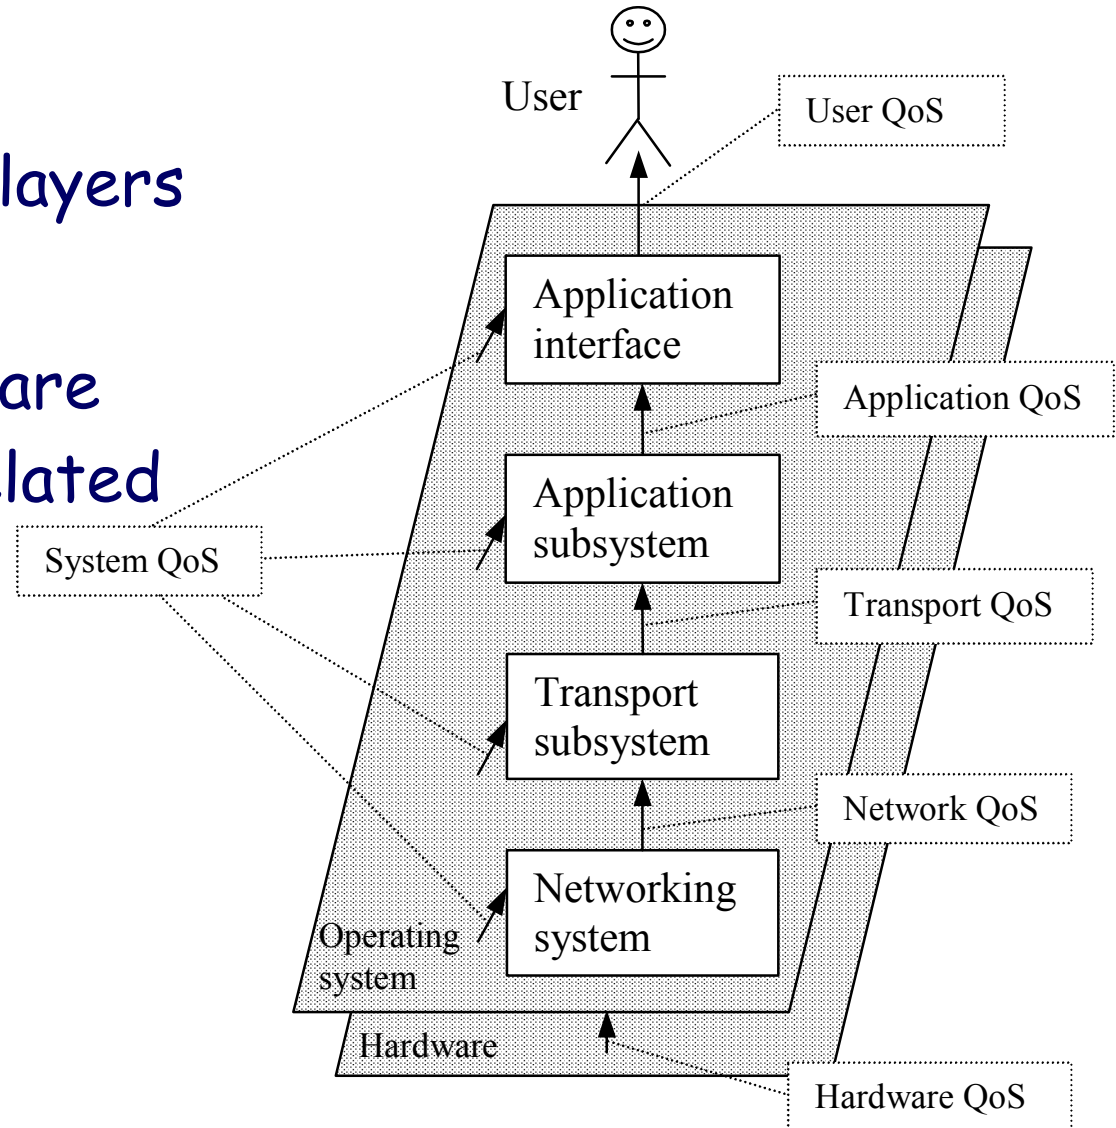 User
User QoS
layers
Application
interface
are
Application QoS
Application
subsystem
System QoS
Transport QoS
Transport
subsystem
Network QoS
Networking
system
Operating
system
Hardware
Hardware QoS